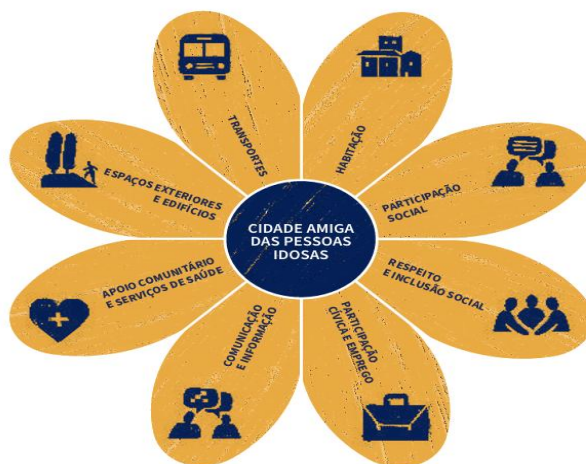 TRANSPORTES
HABITAÇÃO
PARTICIPAÇÃO
SOCIAL
RESPEITO
E INCLUSÃO SOCIAL
PARTICIPAÇÃO
CÍVICA E EMPREGO
COMUNICAÇÃO
E INFORMAÇÃO
APOIO COMUNITÁRIO
E SERVIÇOS DE SAÚDE
ESPAÇOS EXTERIORES
E EDIFÍCIOS
CIDADE AMIGA
DAS PESSOAS
IDOSAS